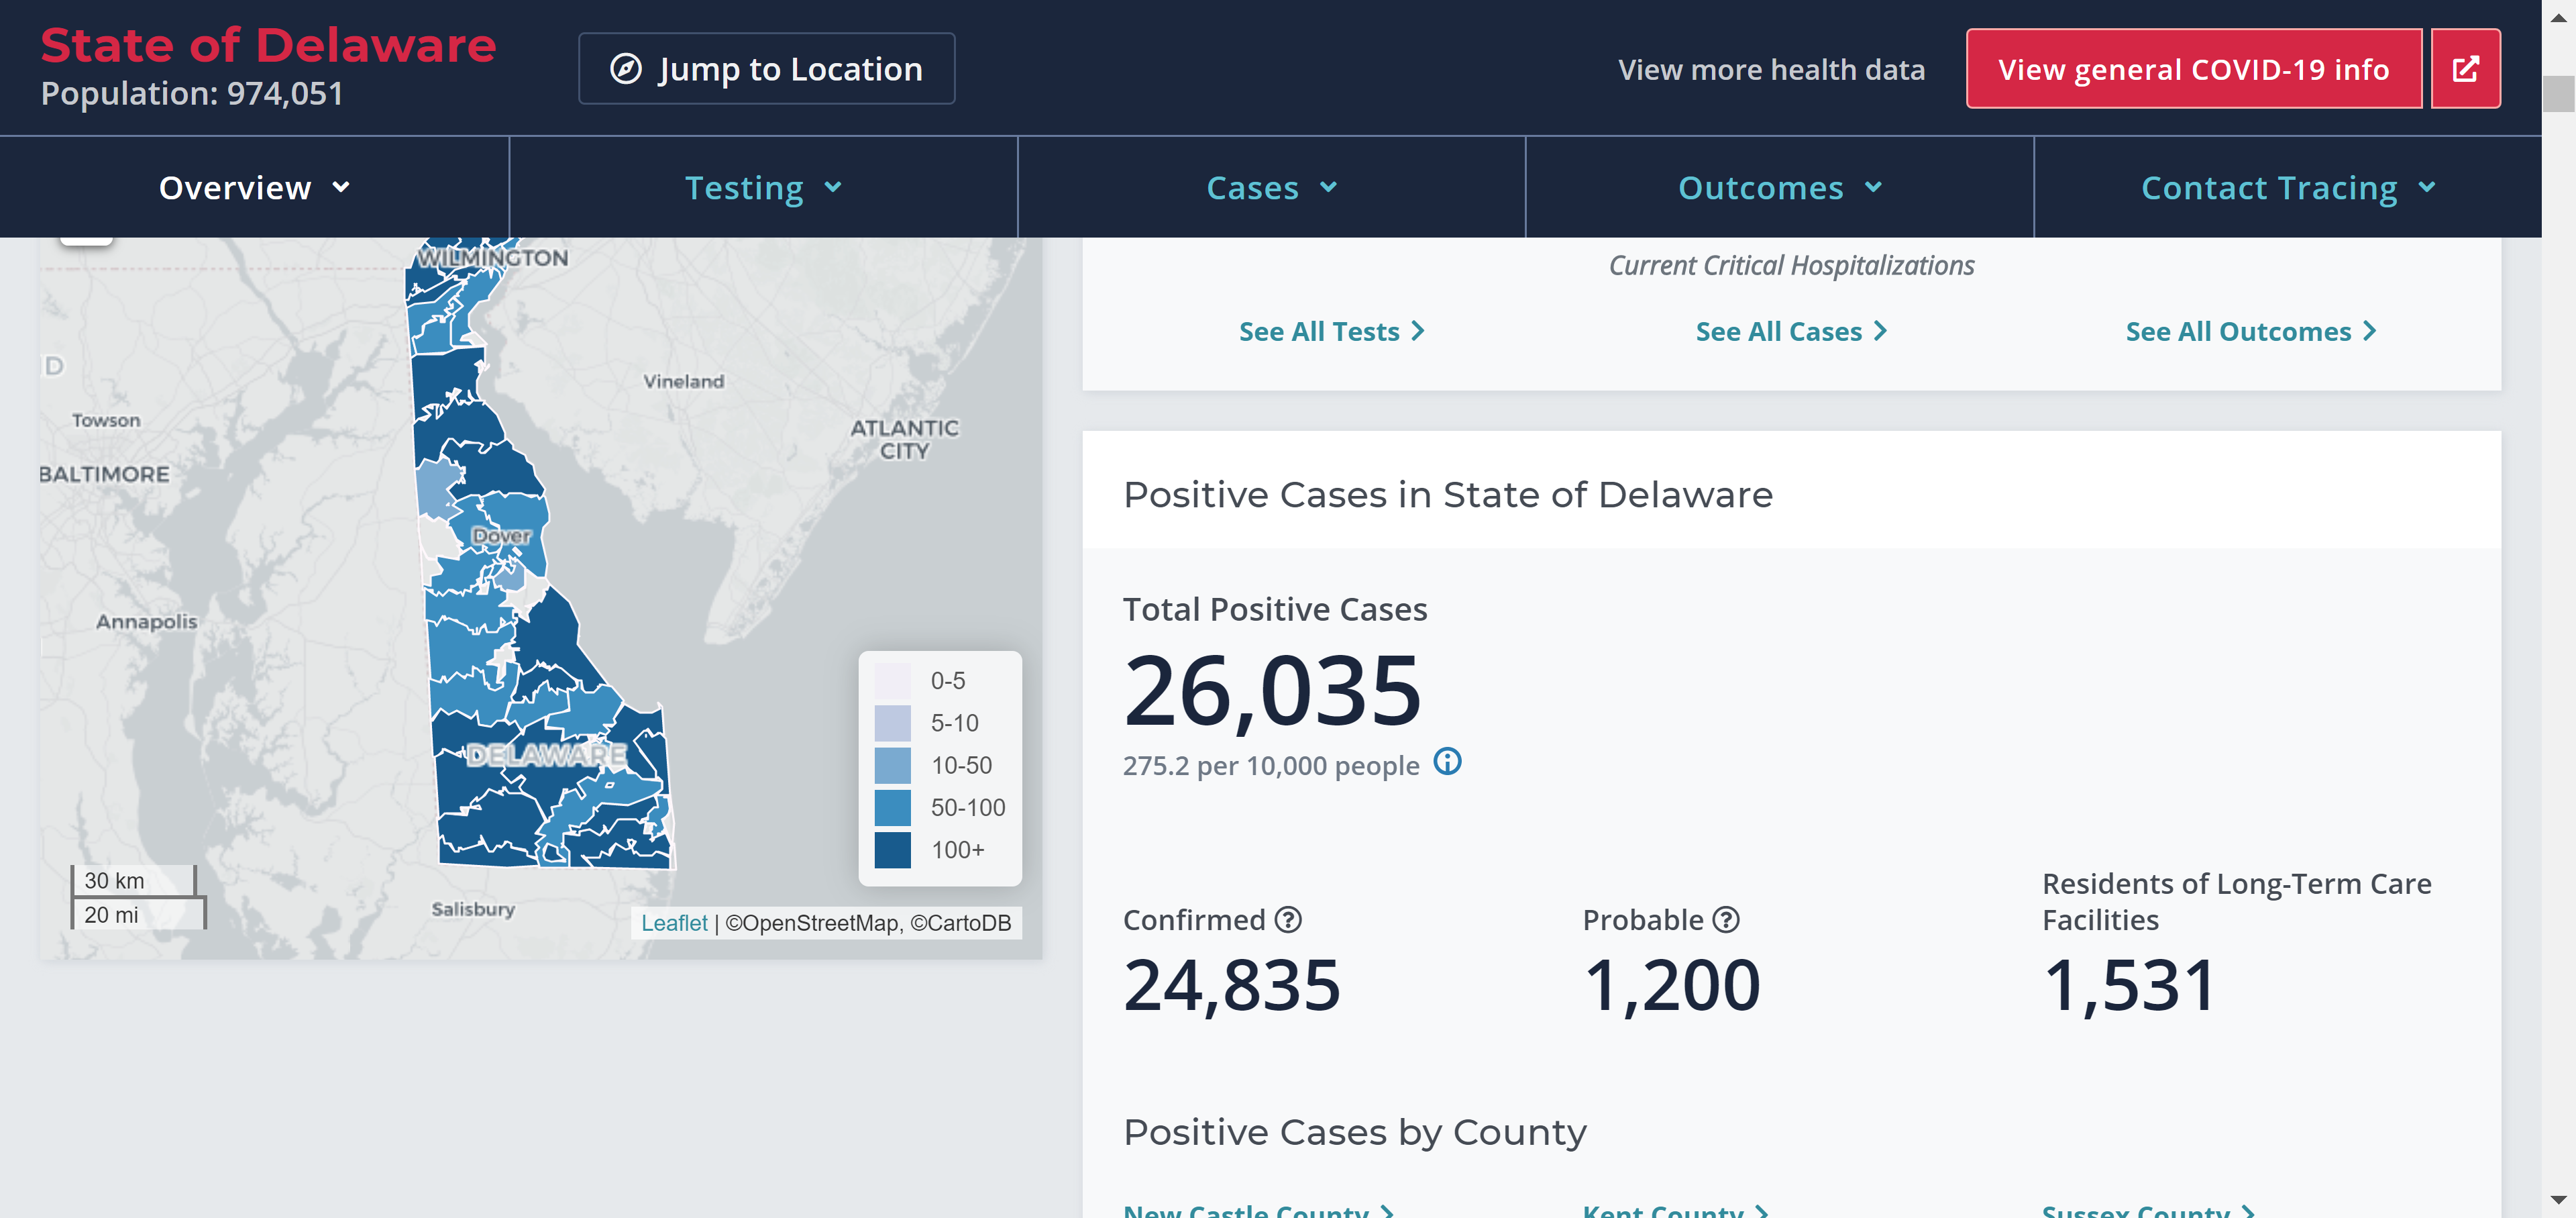 State of Delaware
Population: 974,051
Jump to Location
View more health data
View general COVID-19 info
Overview
Testing
Cases
Outcomes
Contact Tracing
WILMINGTON
D
Vineland
Towson
ATLANTIC
CITY
BALTIMORE
Dover
Annapolis
DELAWARE
Salisbury
0-5
5-10
10-50
50-100
100+
30 km
20 mi
Leaflet | ©OpenStreetMap, ©CartoDB
Current Critical Hospitalizations
See All Tests
See All Cases
See All Outcomes
Positive Cases in State of Delaware
Total Positive Cases
26,035
275.2 per 10,000 people
Confirmed
24,835
Probable
1,200
Residents of Long-Term Care
Facilities
1,531
Positive Cases by County
New Castle County
Kent County
Sussex County